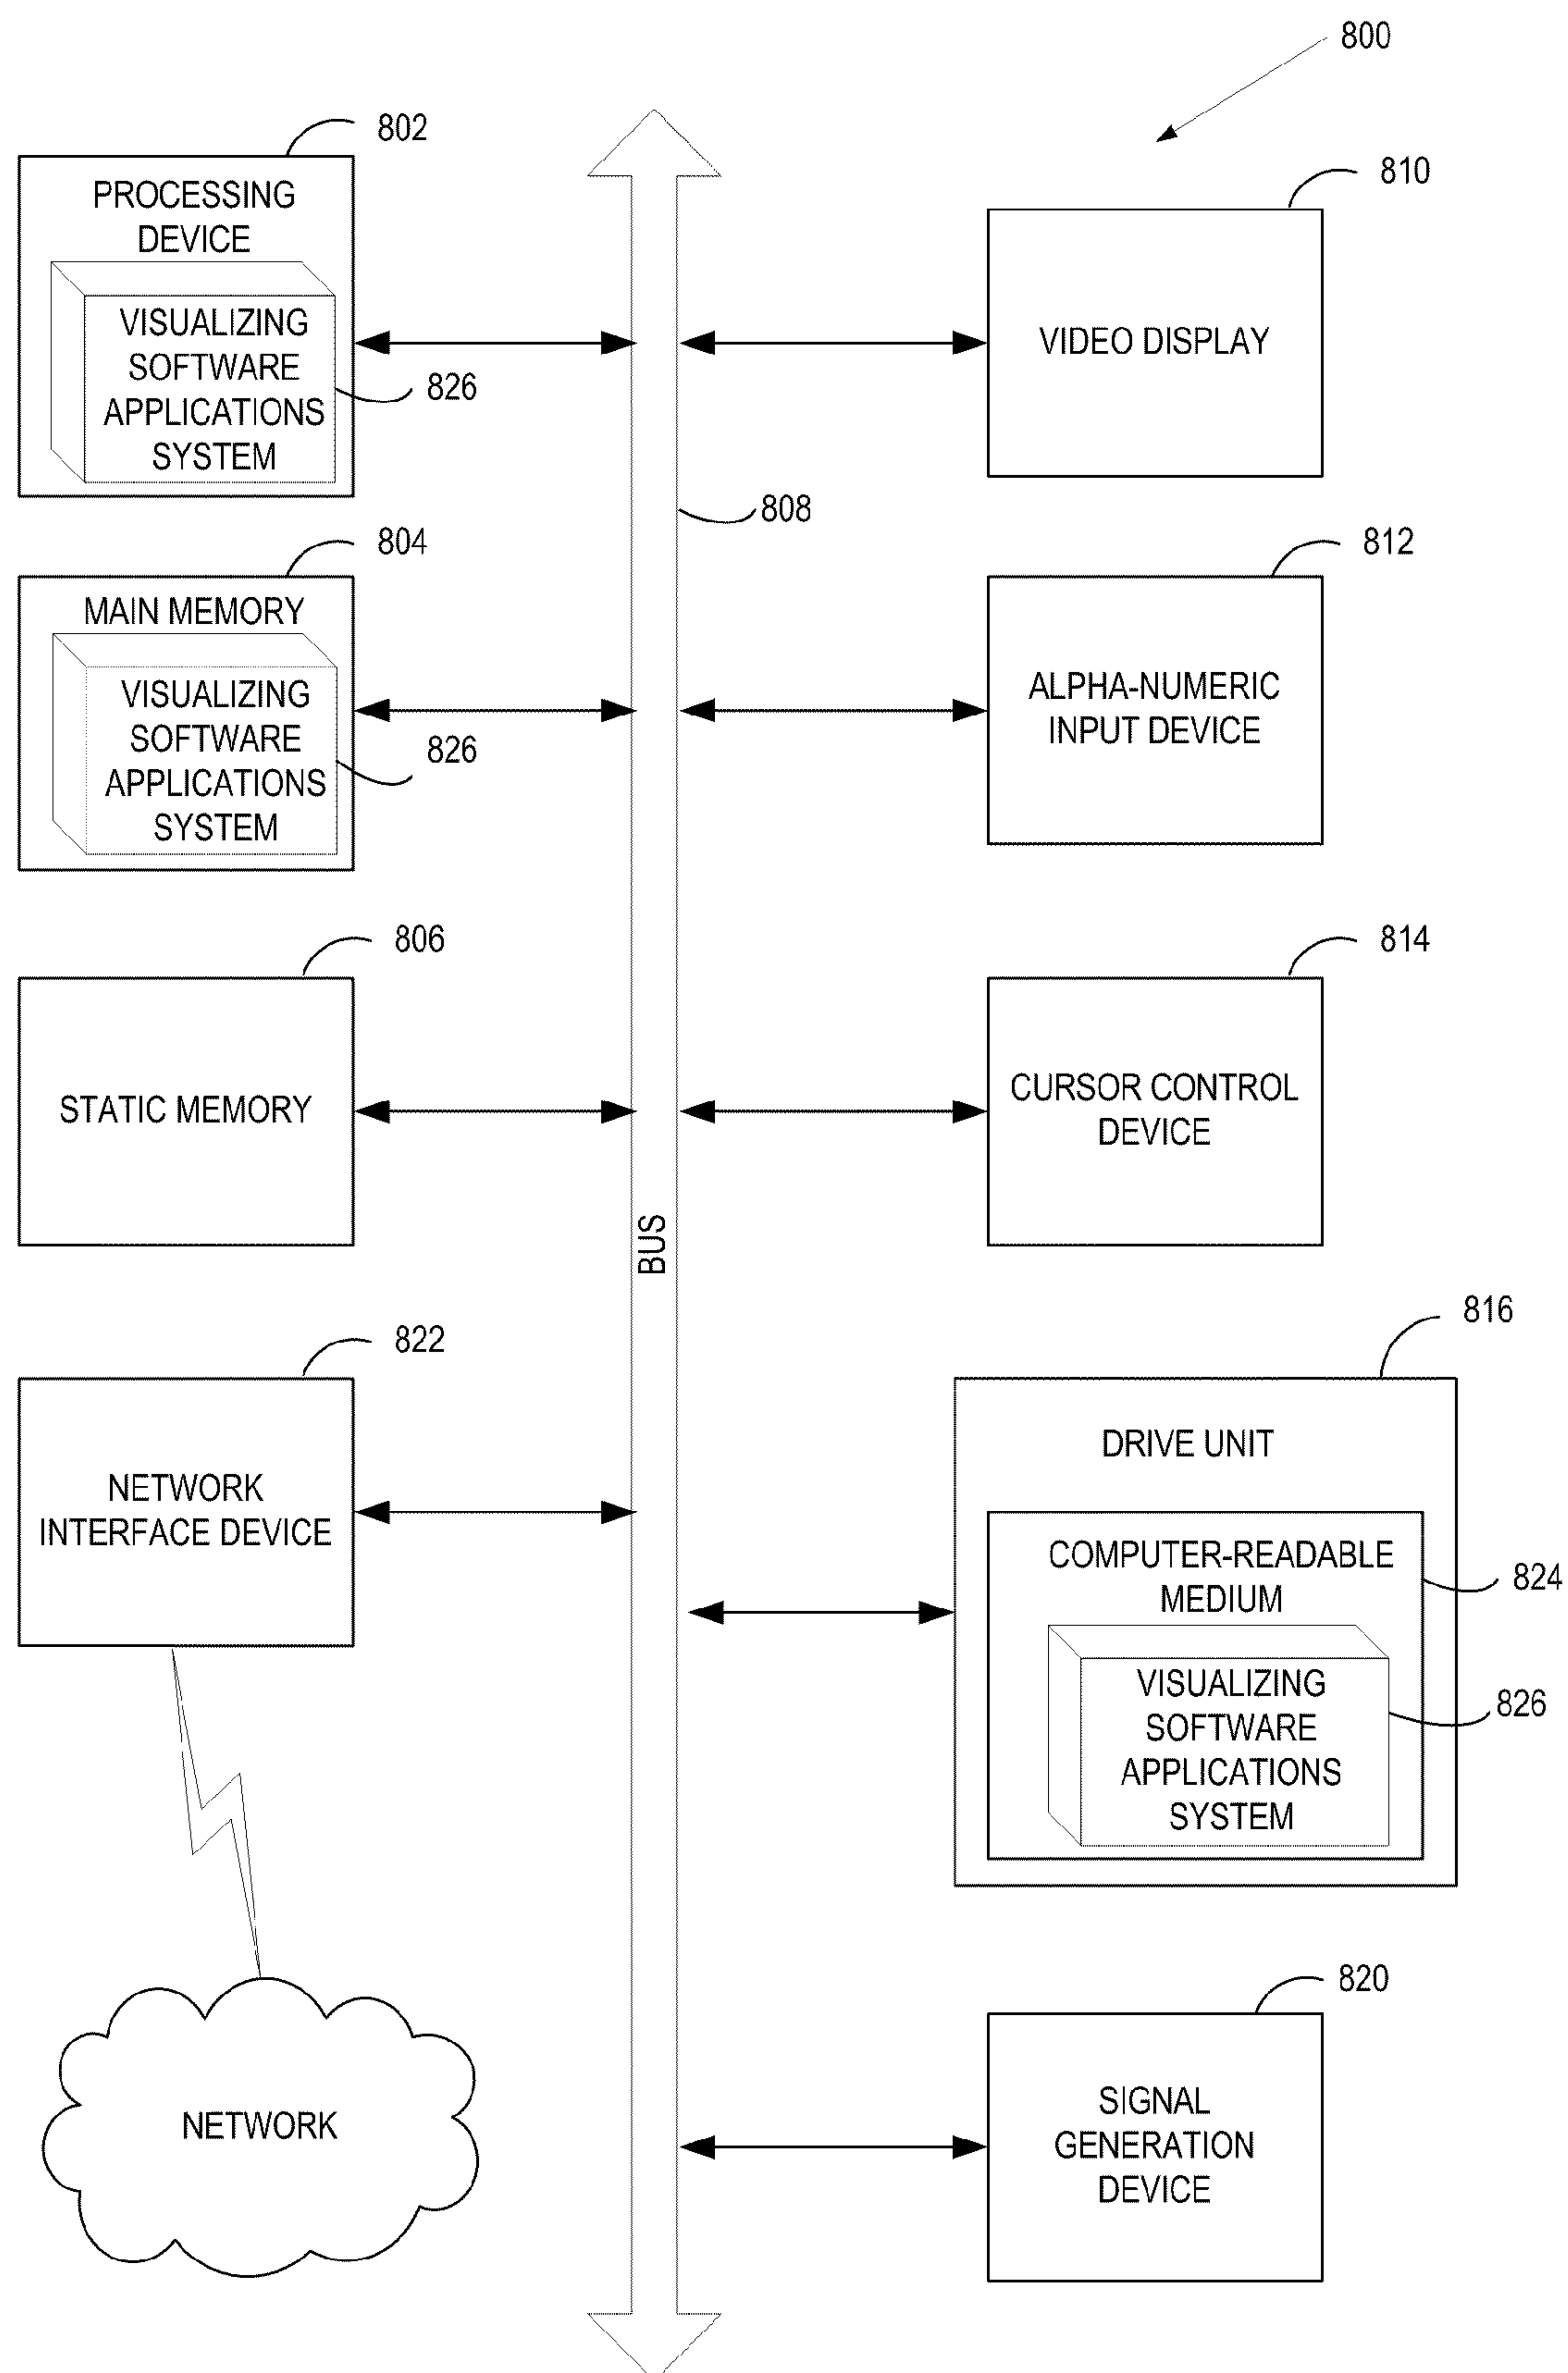 800
802
PROCESSING
DEVICE
VISUALIZING
SOFTWARE
APPLICATIONS
SYSTEM
826
804
MAIN MEMORY
VISUALIZING
SOFTWARE
APPLICATIONS
SYSTEM
826
806
STATIC MEMORY
822
NETWORK
INTERFACE DEVICE
NETWORK
808
BUS
810
VIDEO DISPLAY
812
ALPHA-NUMERIC
INPUT DEVICE
814
CURSOR CONTROL
DEVICE
816
DRIVE UNIT
COMPUTER-READABLE
MEDIUM
824
VISUALIZING
SOFTWARE
APPLICATIONS
SYSTEM
826
820
SIGNAL
GENERATION
DEVICE